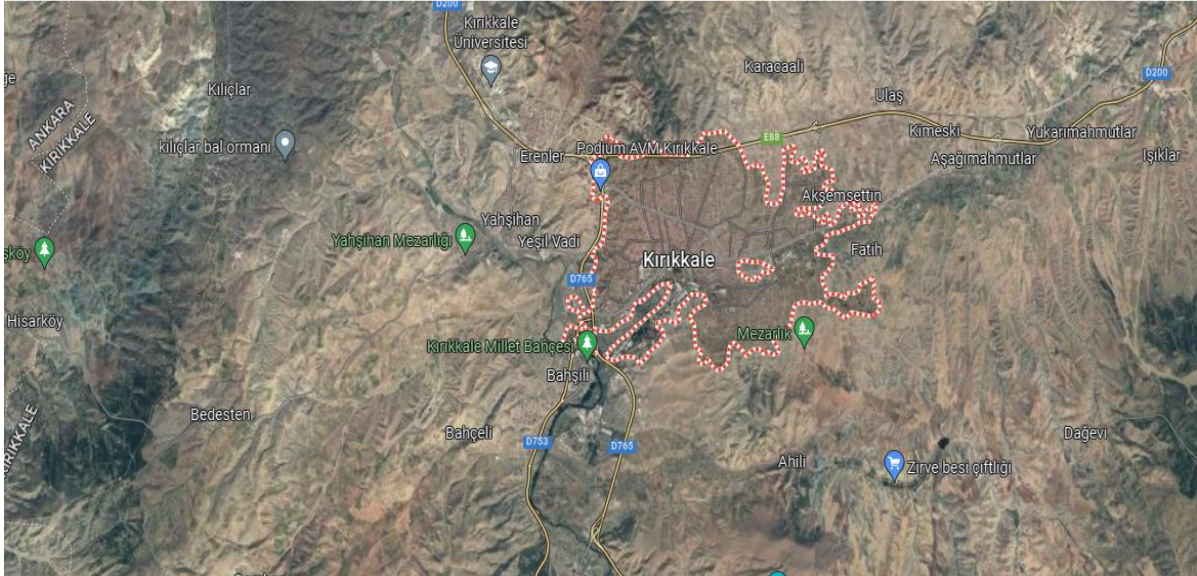 D200
Kırıkkale
Üniversitesi
Karacaali
D200
Kılıçlar
Ulaş
ANKARA
KIRIKKALE
kılıçlar bal ormanı
E88
Kimeski
Yukarımahmutlar
Erenler
Podium AVM Kırıkkale
Aşağımahmutlar
Işıklar
Akşemsettin
Yahşihan
Yahşihan Mezarlığı
Yeşil Vadi
Fatih
Kırıkkale
D765
Hisarköy
Mezarlık
Kırıkkale Millet Bahçesi
Bahşılı
Bedesten
Bahçeli
D753
D765
Dağevi
Ahılı
Zirve besi çiftliği